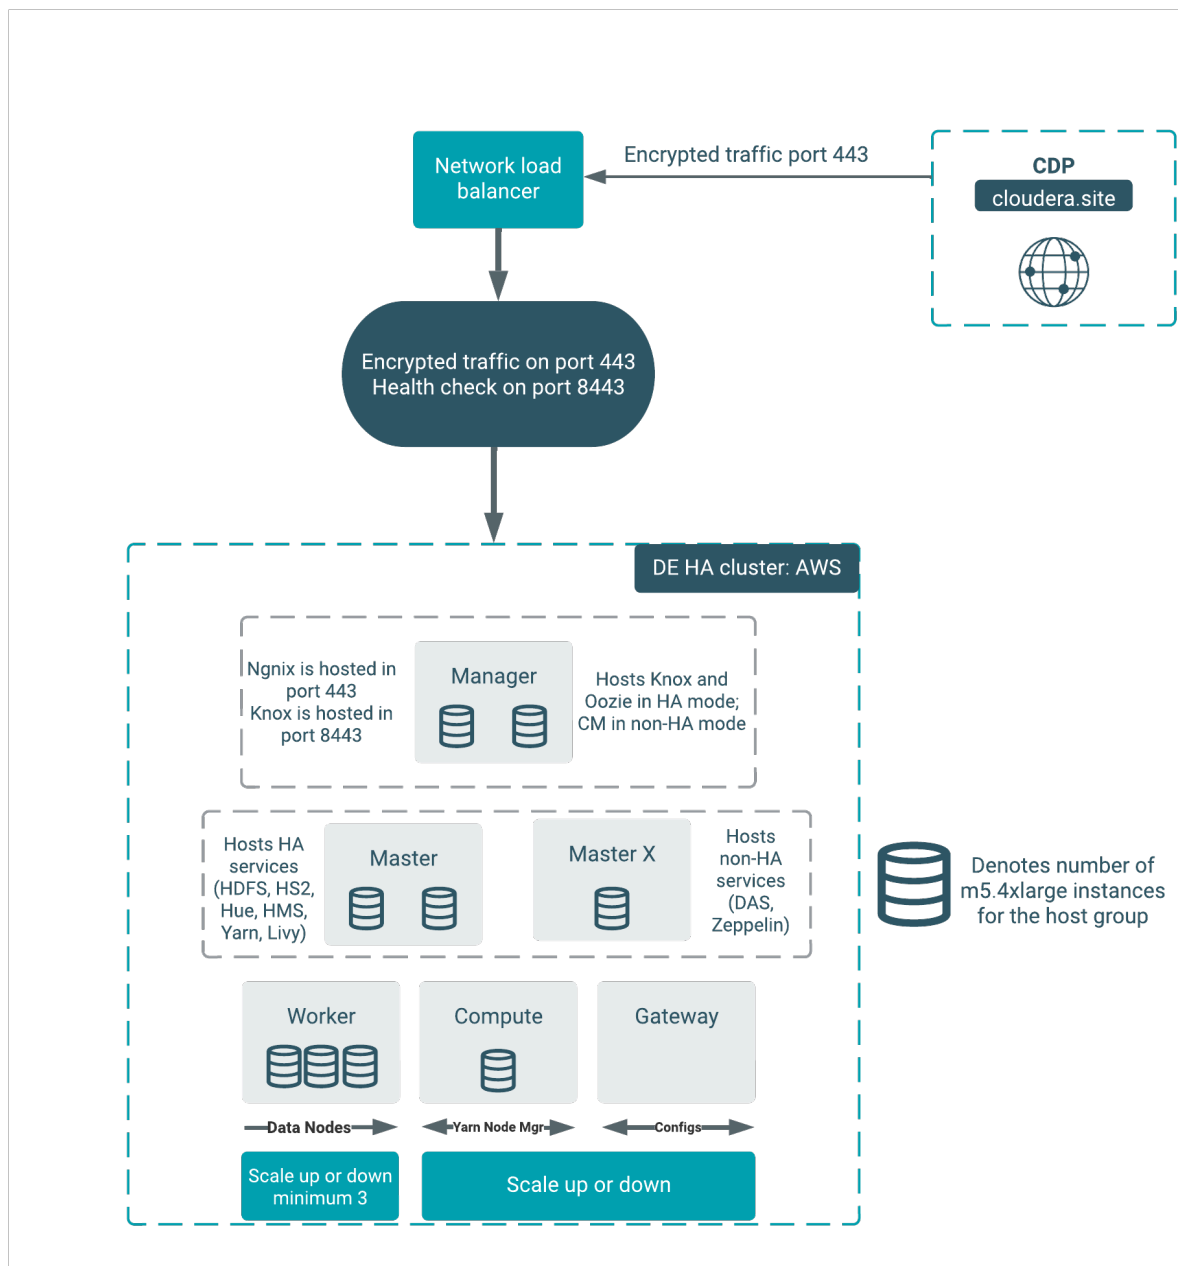 Network load
balancer
Encrypted traffic port 443
CDP
cloudera.site
Encrypted traffic on port 443
Health check on port 8443
DE HA cluster: AWS
Ngnix is hosted in
port 443
Knox is hosted in
port 8443
Manager
Hosts Knox and
Oozie in HA mode;
CM in non-HA mode
Hosts HA
services
(HDFS, HS2,
Hue, HMS,
Yarn, Livy)
Master
Master X
Hosts
non-HA
services
(DAS,
Zeppelin)
Denotes number of
m5.4xlarge instances
for the host group
Worker
Compute
Gateway
Data Nodes
Yarn Node Mgr
Configs
Scale up or down
minimum 3
Scale up or down